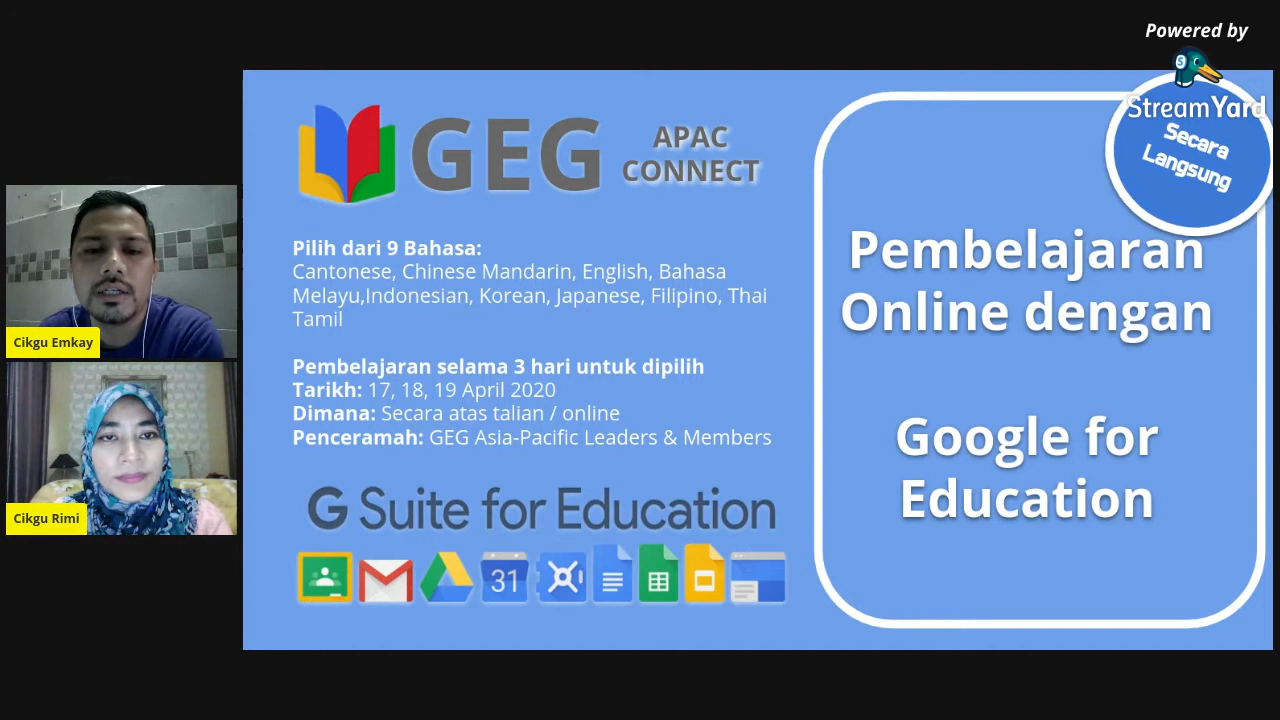 Powered by
StreamYard
Secara
Langsung
GEG
APAC
CONNECT
Pilih dari 9 Bahasa:
Cantonese, Chinese Mandarin, English, Bahasa
Melayu,Indonesian, Korean, Japanese, Filipino, Thai
Tamil
Pembelajaran selama 3 hari untuk dipilih
Tarikh: 17, 18, 19 April 2020
Dimana: Secara atas talian / online
Penceramah: GEG Asia-Pacific Leaders & Members
G Suite for Education
31
Pembelajaran
Online dengan
Google for
Education
Cikgu Emkay
Cikgu Rimi